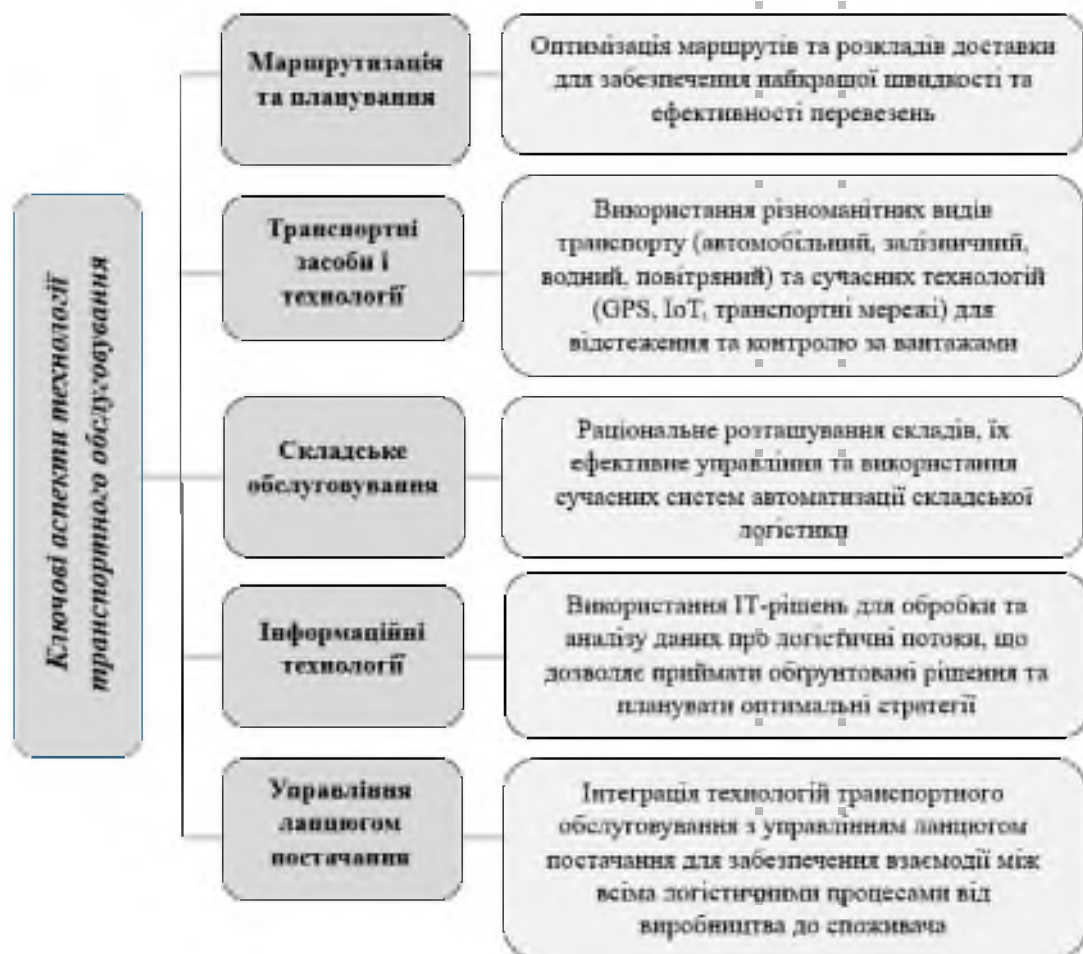 Ключові аспекти технології
транспортного обслуговування
Маршрутизація
та планування
Оптимізація маршрутів та розкладів доставки
для забезпечення найкращої швидкості та
ефективності перевезень
Транспортні
засоби і
технології
Використання різноманітних видів
транспорту (автомобільний, залізничний,
водний, повітряний) та сучасних технологій
(GPS, IoT, транспортні мережі) для
відстеження та контролю за вантажами
Складське
обслуговування
Раціональне розташування складів, їх
ефективне управління та використання
сучасних систем автоматизації складської
логістики
Інформаційні
технології
Використання ІТ-рішень для обробки та
аналізу даних про логістичні потоки, що
дозволяє приймати обґрунтовані рішення та
планувати оптимальні стратегії
Управління
ланцюгом
постачання
Інтеграція технологій транспортного
обслуговування з управлінням ланцюгом
постачання для забезпечення взаємодії між
всіма логістичними процесами від
виробництва до споживача